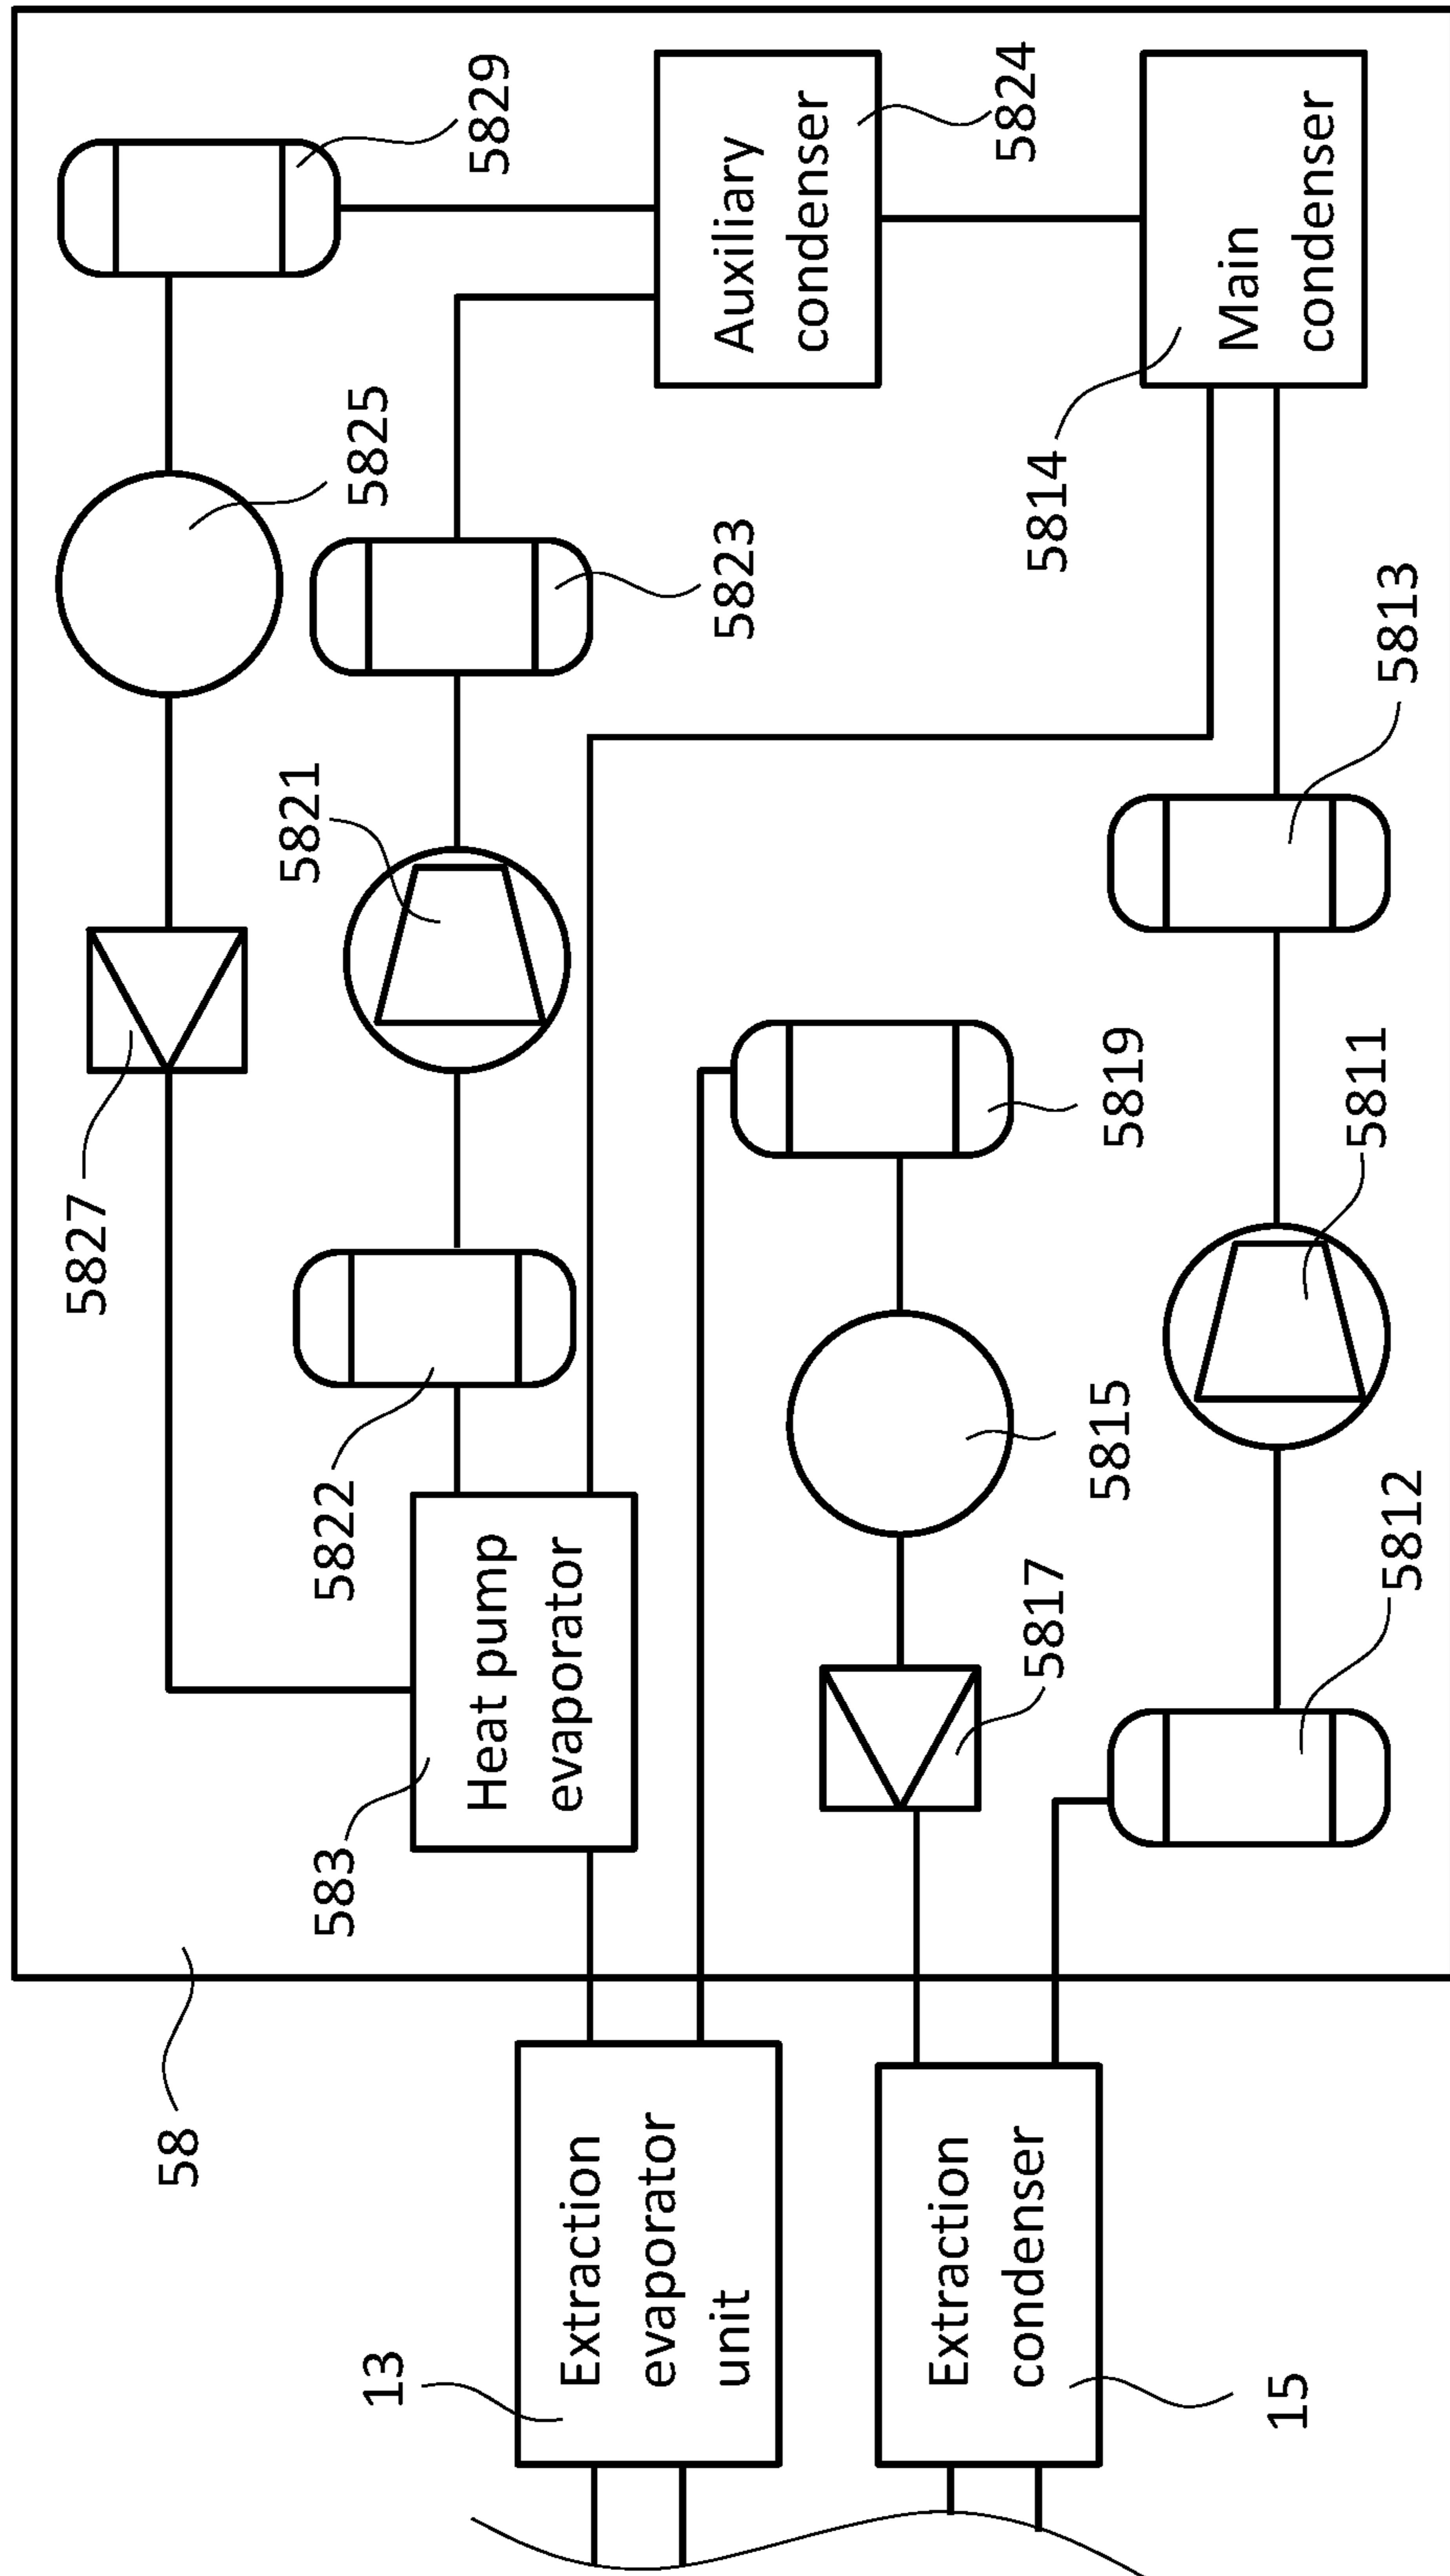 58
5827
5825
5829
5821
5822
5823
583
Heat pump
evaporator
Auxiliary
condenser
5824
13
Extraction
evaporator
unit
5819
5815
5817
5814
Main
condenser
Extraction
condenser
15
5812
5811
5813